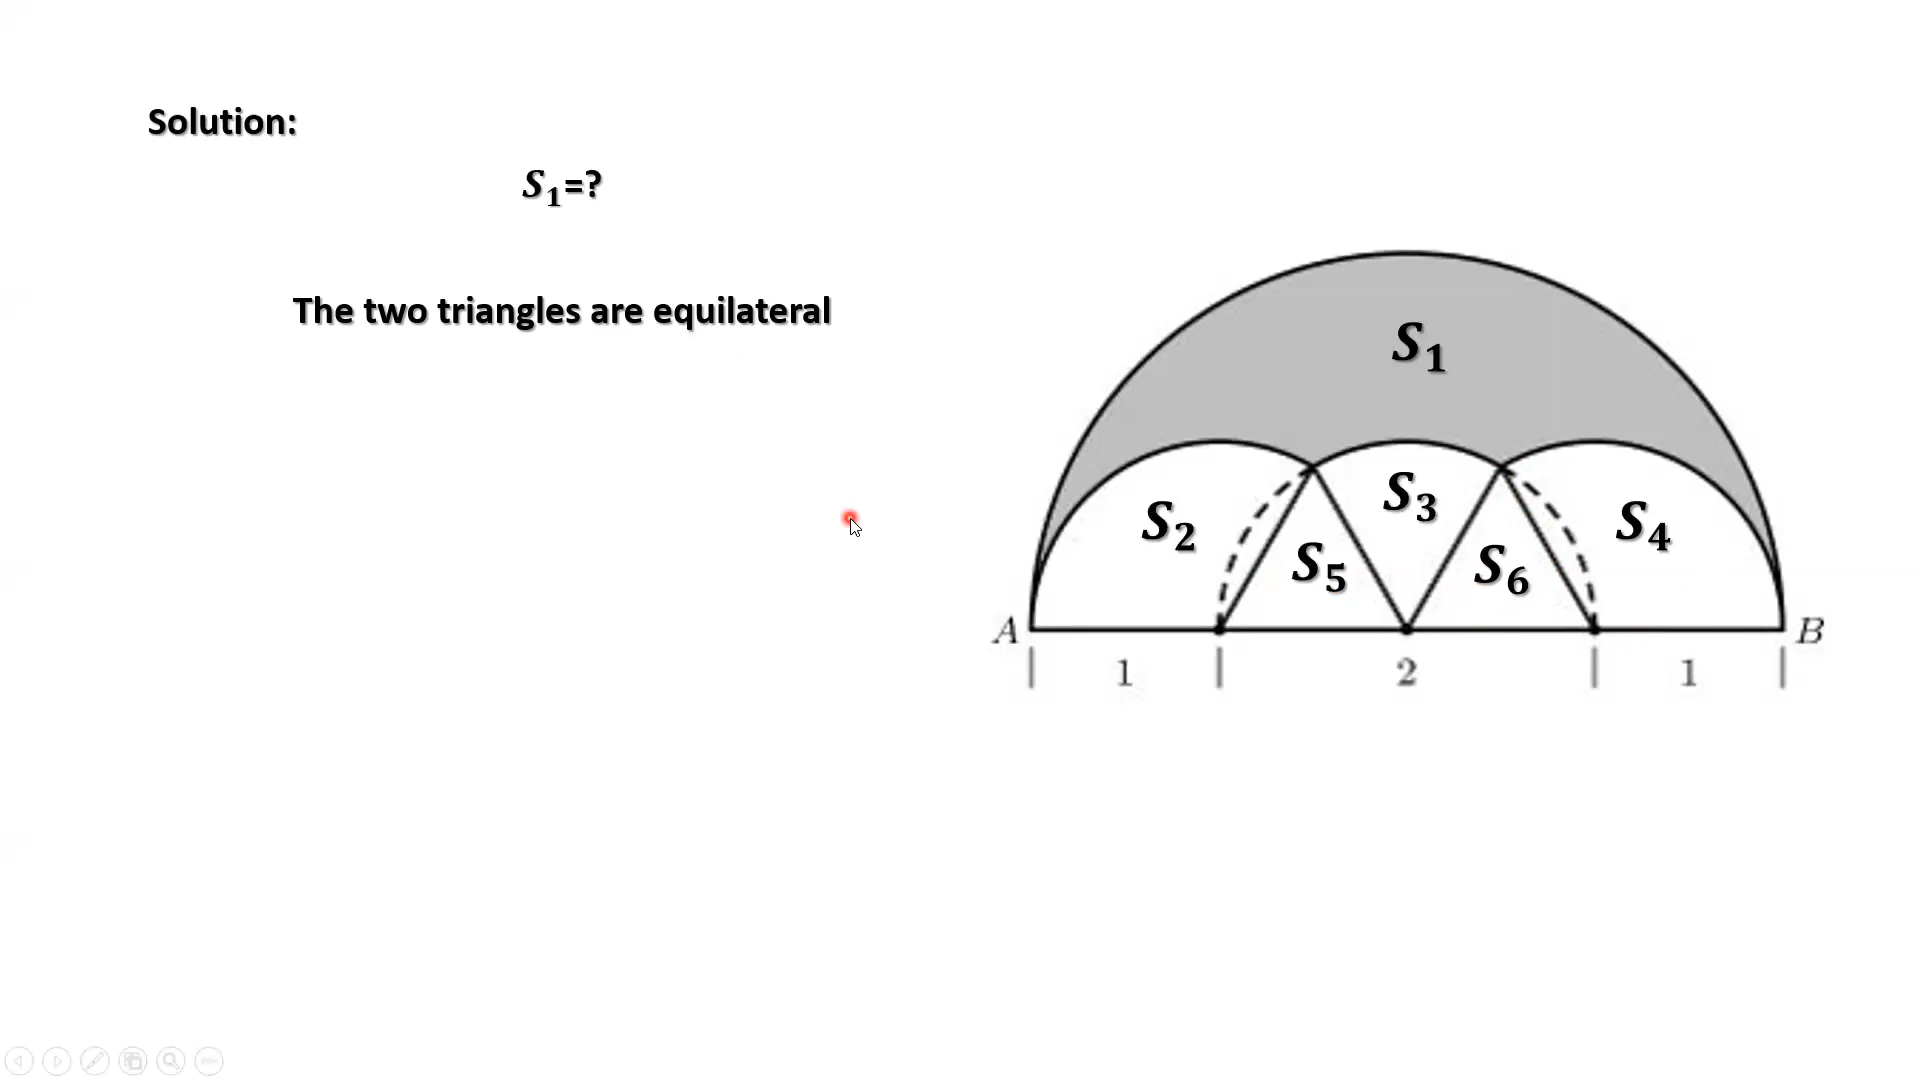 Solution:
S₁=?
The two triangles are equilateral
S₁
S₂
S₃
S₄
S₅
S₆
A
B
1
2
1